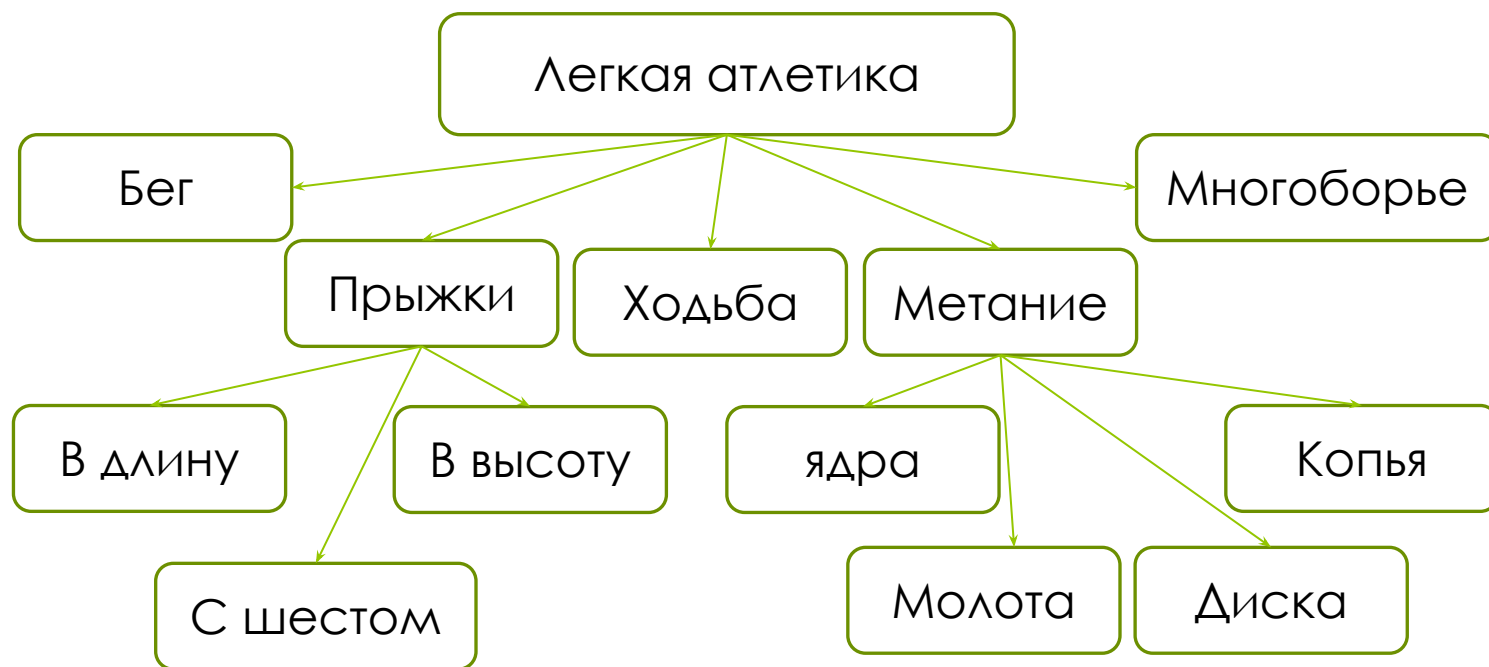 Легкая атлетика
Бег
Многоборье
Прыжки
Ходьба
Метание
В длину
В высоту
ядра
Копья
С шестом
Молота
Диска